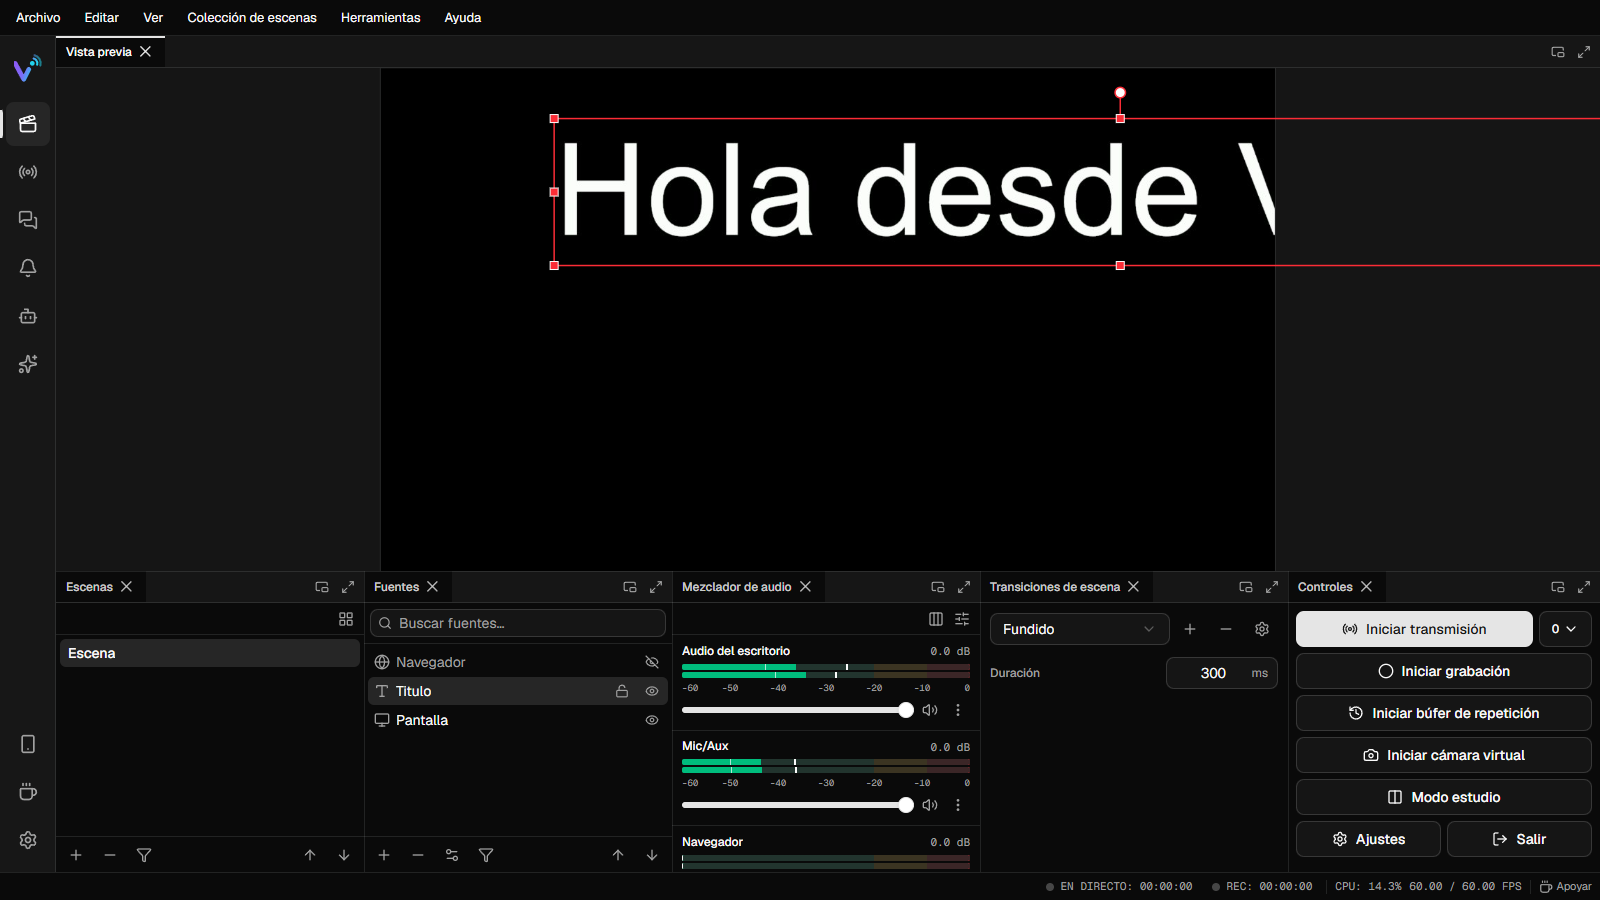 Archivo Editar Ver Colección de escenas Herramientas Ayuda
Vista previa
Hola desde V
Escenas
Escena
Fuentes
Buscar fuentes...
Navegador
Titulo
Pantalla
Mezclador de audio
Audio del escritorio 0.0 dB
-60 -50 -40 -30 -20 -10 0
Mic/Aux 0.0 dB
-60 -50 -40 -30 -20 -10 0
Navegador 0.0 dB
Transiciones de escena
Fundido
Duración 300 ms
Controles
Iniciar transmisión 0
Iniciar grabación
Iniciar búfer de repetición
Iniciar cámara virtual
Modo estudio
Ajustes Salir
EN DIRECTO: 00:00:00 REC: 00:00:00 CPU: 14.3% 60.00 / 60.00 FPS Apoyar